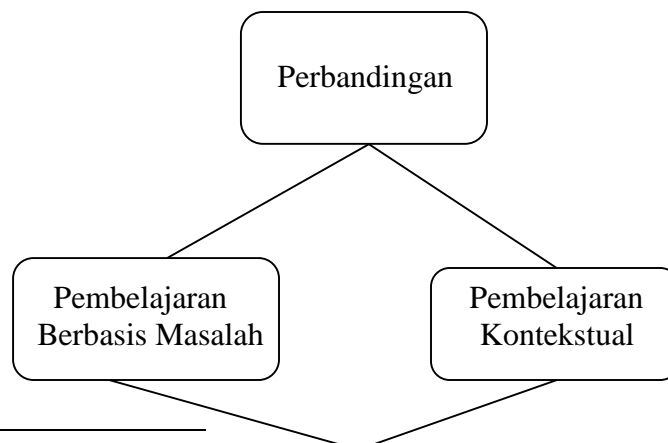 Perbandingan
Pembelajaran
Berbasis Masalah
Pembelajaran
Kontekstual